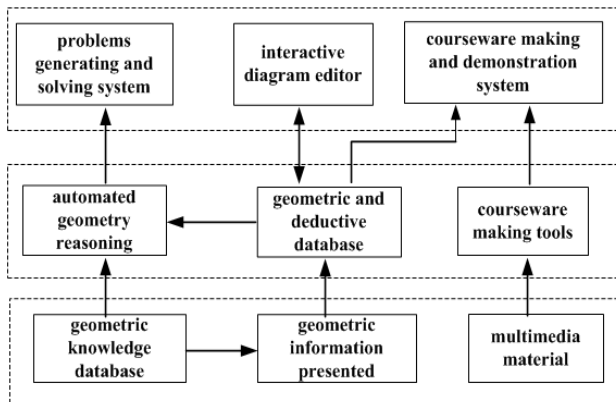 problems
generating and
solving system
interactive
diagram editor
courseware making
and demonstration
system
automated
geometry
reasoning
geometric and
deductive
database
courseware
making tools
geometric
knowledge
database
geometric
information
presented
multimedia
material